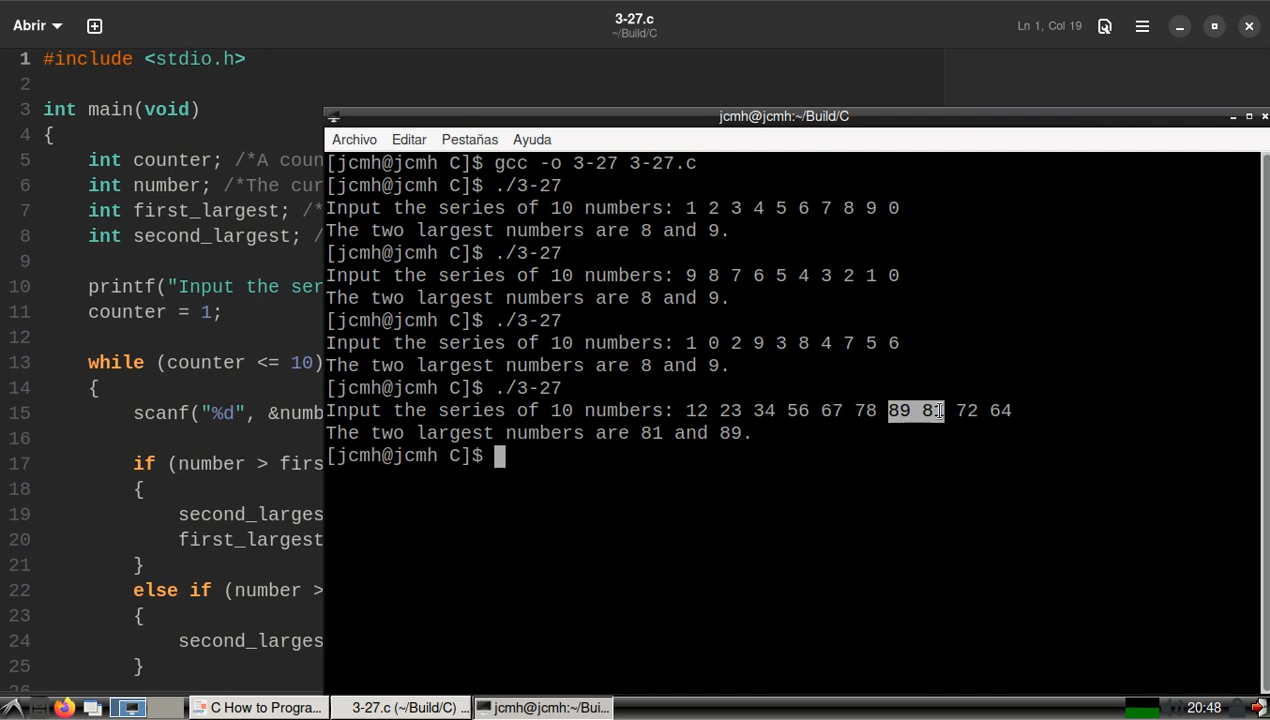 Abrir
3-27.c
~/Build/C
Ln 1, Col 19
1 #include <stdio.h>
2
3 int main(void)
4 {
5 int counter; /*A coun
6 int number; /*The cur
7 int first_largest; /*
8 int second_largest; /
9
10 printf("Input the ser
11 counter = 1;
12
13 while (counter <= 10)
14 {
15 scanf("%d", &numb
16
17 if (number > firs
18 {
19 second_larges
20 first_largest
21 }
22 else if (number >
23 {
24 second_larges
25 }
26
jcmh@jcmh:~/Build/C
Archivo Editar Pestañas Ayuda
[jcmh@jcmh C]$ gcc -o 3-27 3-27.c
[jcmh@jcmh C]$ ./3-27
Input the series of 10 numbers: 1 2 3 4 5 6 7 8 9 0
The two largest numbers are 8 and 9.
[jcmh@jcmh C]$ ./3-27
Input the series of 10 numbers: 9 8 7 6 5 4 3 2 1 0
The two largest numbers are 8 and 9.
[jcmh@jcmh C]$ ./3-27
Input the series of 10 numbers: 1 0 2 9 3 8 4 7 5 6
The two largest numbers are 8 and 9.
[jcmh@jcmh C]$ ./3-27
Input the series of 10 numbers: 12 23 34 56 67 78 89 81 72 64
The two largest numbers are 81 and 89.
[jcmh@jcmh C]$
C How to Progra...
3-27.c (~/Build/C) ...
jcmh@jcmh:~/Bui...
20:48